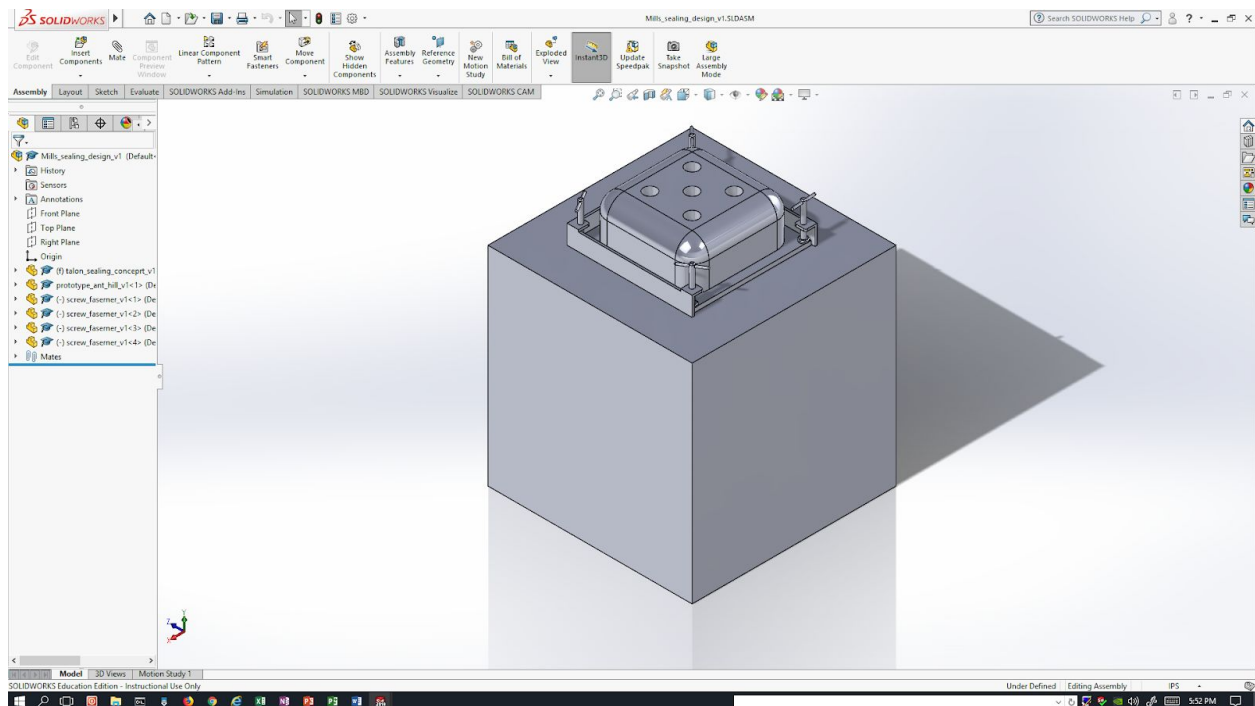 SOLIDWORKS
Mills_sealing_design_v1.SLDASM
Search SOLIDWORKS Help
Edit Component
Insert Components
Mate
Component Preview Window
Linear Component Pattern
Smart Fasteners
Move Component
Show Hidden Components
Assembly Features
Reference Geometry
New Motion Study
Bill of Materials
Exploded View
Instant3D
Update Speedpak
Take Snapshot
Large Assembly Mode
Assembly Layout Sketch Evaluate SOLIDWORKS Add-Ins Simulation SOLIDWORKS MBD SOLIDWORKS Visualize SOLIDWORKS CAM
Mills_sealing_design_v1 (Default
History
Sensors
Annotations
Front Plane
Top Plane
Right Plane
Origin
(f) talon_sealing_conceprt_v1
prototype_ant_hill_v1<1> (De
(-) screw_fasemer_v1<1> (De
(-) screw_fasemer_v1<2> (De
(-) screw_fasemer_v1<3> (De
(-) screw_fasemer_v1<4> (De
Mates
Model 3D Views Motion Study 1
SOLIDWORKS Education Edition - Instructional Use Only
Under Defined Editing Assembly IPS
5:52 PM